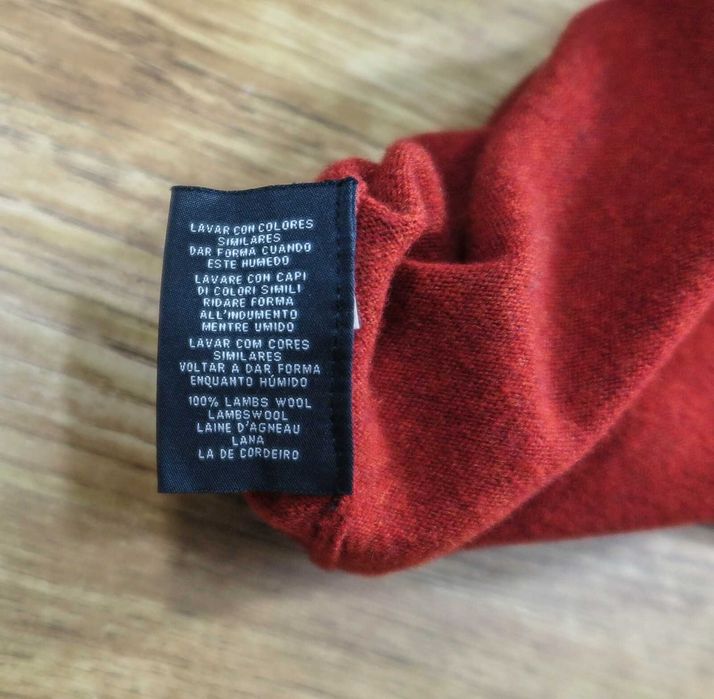 LAVAR CON COLORES
SIMILARES
DAR FORMA CUANDO
ESTE HUMEDO
LAVARE CON CAPI
DI COLORI SIMILI
RIDARE FORMA
ALL'INDUMENTO
MENTRE UMIDO
LAVAR COM CORES
SIMILARES
VOLTAR A DAR FORMA
ENQUANTO HÚMIDO
100% LAMBS WOOL
LAMBSWOOL
LAINE D'AGNEAU
LANA
LA DE CORDEIRO